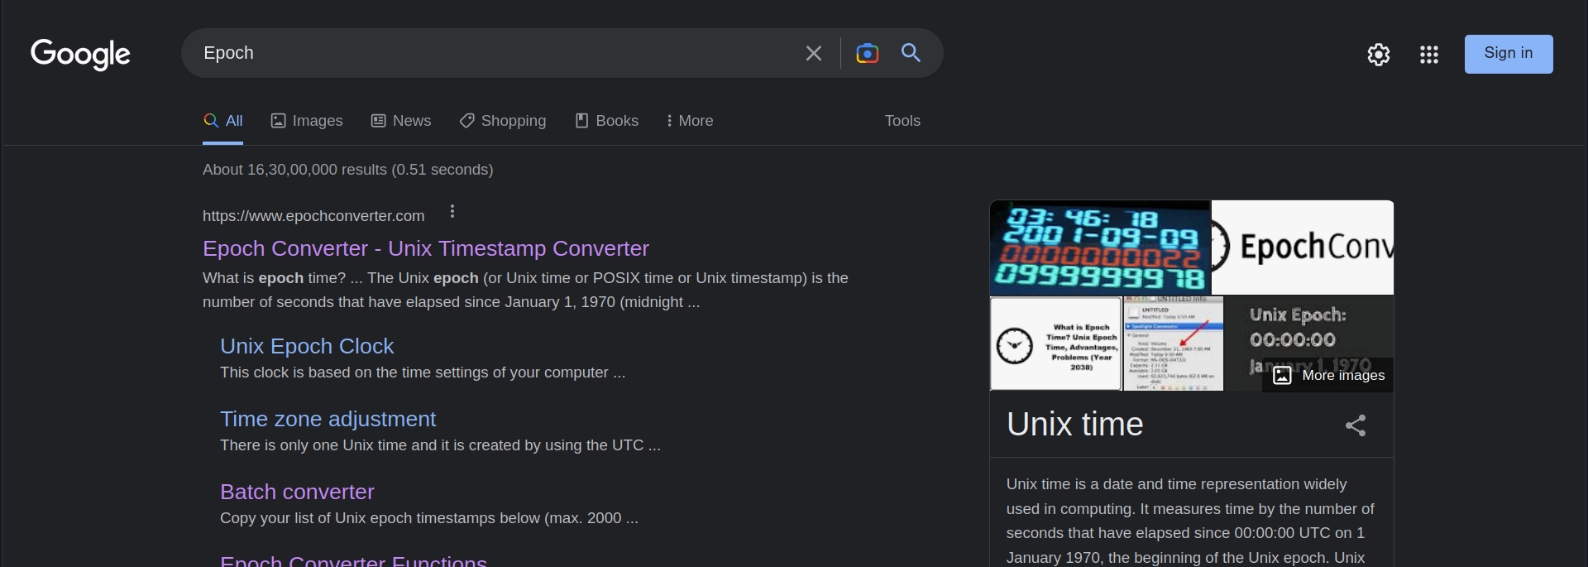 Google
Epoch
Sign in
All
Images
News
Shopping
Books
More
Tools
About 16,30,00,000 results (0.51 seconds)
https://www.epochconverter.com
Epoch Converter - Unix Timestamp Converter
What is epoch time? ... The Unix epoch (or Unix time or POSIX time or Unix timestamp) is the
number of seconds that have elapsed since January 1, 1970 (midnight ...
Unix Epoch Clock
This clock is based on the time settings of your computer ...
Time zone adjustment
There is only one Unix time and it is created by using the UTC ...
Batch converter
Copy your list of Unix epoch timestamps below (max. 2000 ...
Epoch Converter Functions
03: 46: 18
2001-09-09
0000000022
0999999978
EpochConv
What is Epoch
Time? Unix Epoch
Time, Advantages,
Problems (Year
2038)
UNTITLED Info
UNTITLED
Unix Epoch:
00:00:00
January 1, 1970
More images
Unix time
Unix time is a date and time representation widely
used in computing. It measures time by the number of
seconds that have elapsed since 00:00:00 UTC on 1
January 1970, the beginning of the Unix epoch. Unix